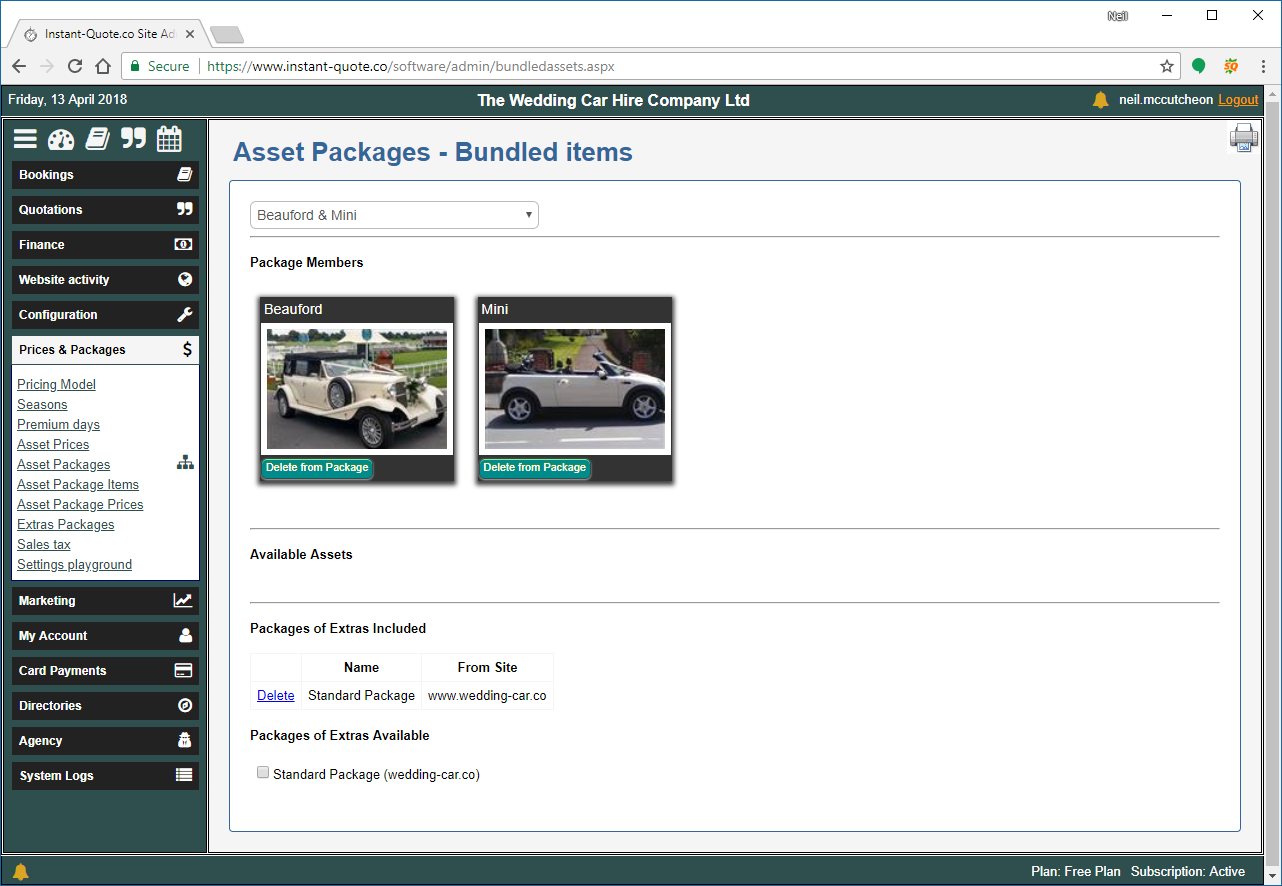 Neil
Instant-Quote.co Site Ad
Secure https://www.instant-quote.co/software/admin/bundledassets.aspx
SQ
Friday, 13 April 2018
The Wedding Car Hire Company Ltd
neil.mccutcheon Logout
Bookings
Quotations
Finance
Website activity
Configuration
Prices & Packages $
Pricing Model
Seasons
Premium days
Asset Prices
Asset Packages
Asset Package Items
Asset Package Prices
Extras Packages
Sales tax
Settings playground
Marketing
My Account
Card Payments
Directories
Agency
System Logs
Asset Packages - Bundled items
Beauford & Mini
Package Members
Beauford
Delete from Package
Mini
Delete from Package
Available Assets
Packages of Extras Included
Name From Site
Delete Standard Package www.wedding-car.co
Packages of Extras Available
Standard Package (wedding-car.co)
Plan: Free Plan Subscription: Active